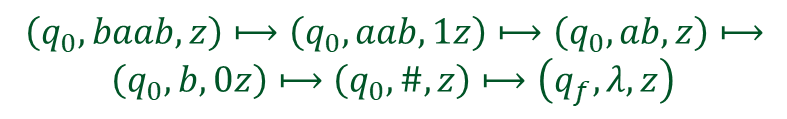 (q₀, baab, z) ↦ (q₀, aab, 1z) ↦ (q₀, ab, z) ↦
(q₀, b, 0z) ↦ (q₀, #, z) ↦ (q_f, λ, z)